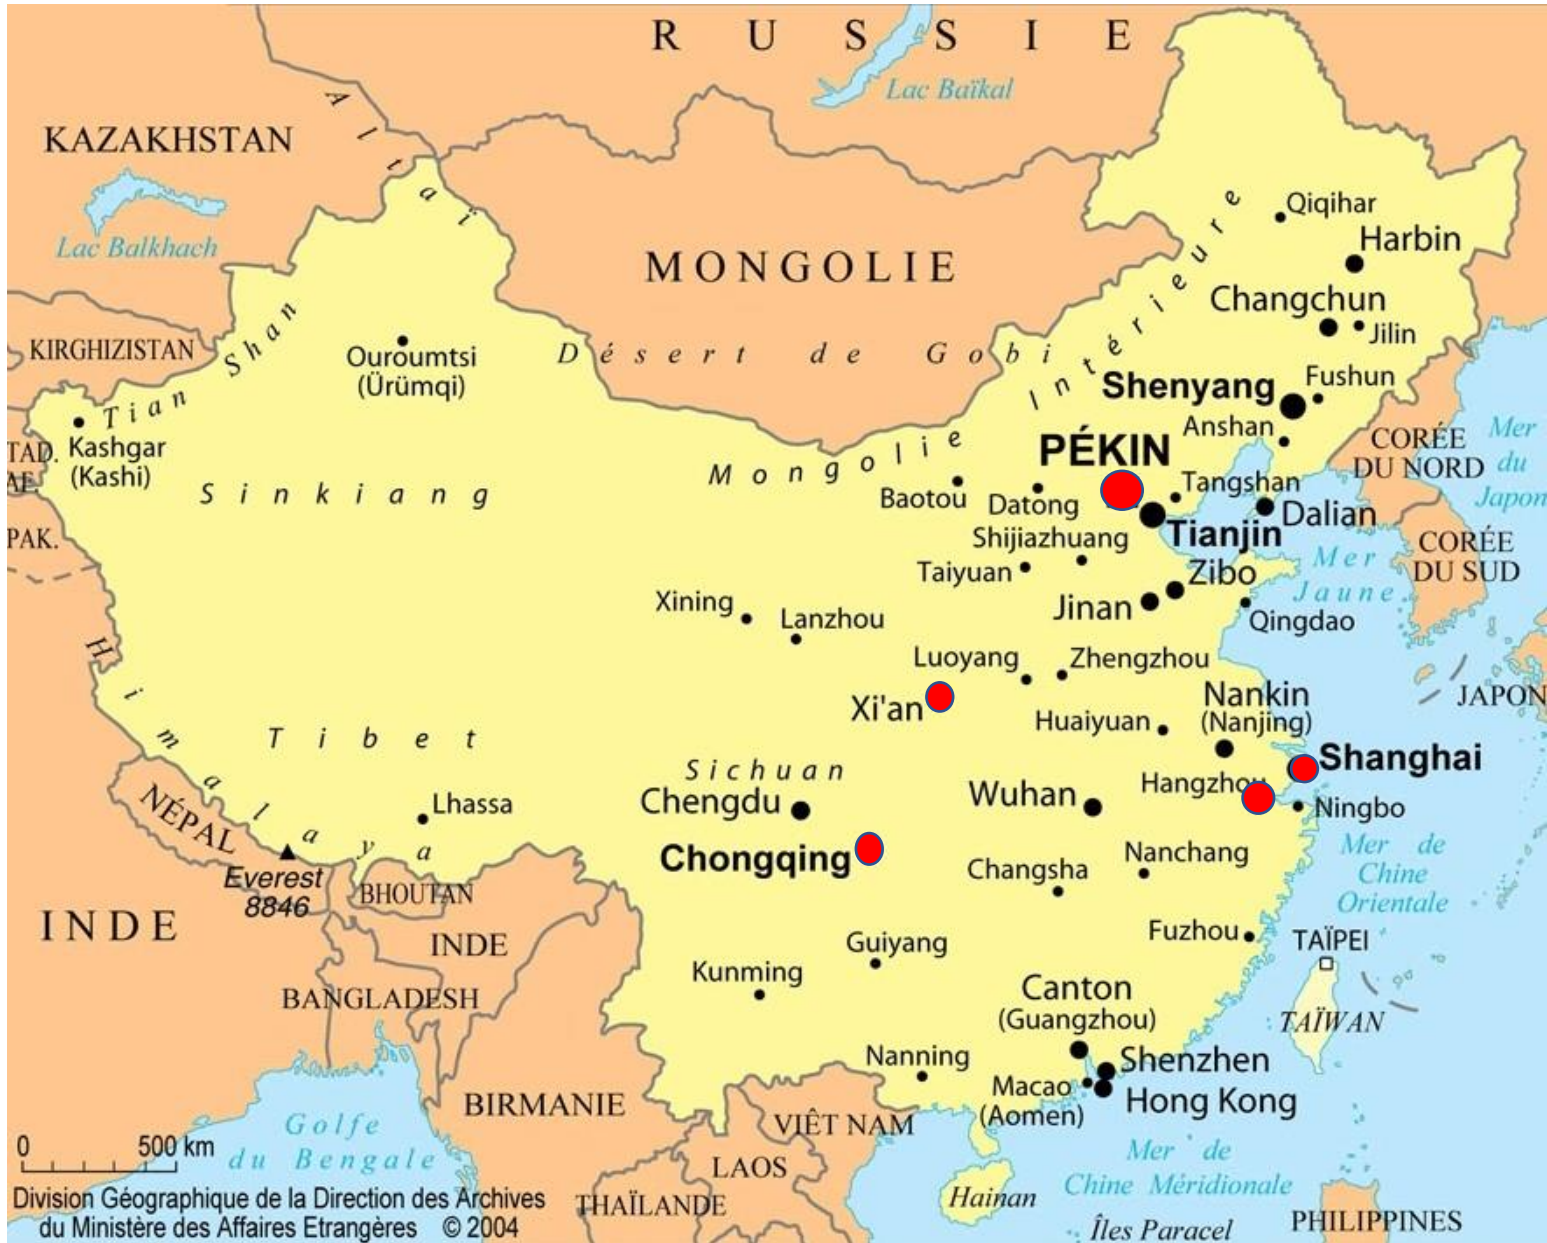 RUSSIE
Lac Baïkal
Altaï
KAZAKHSTAN
Lac Balkhach
Qiqihar
Harbin
MONGOLIE
Changchun
Jilin
KIRGHIZISTAN
Tian Shan
Ouroumtsi
(Ürümqi)
Désert de Gobi
Mongolie Intérieure
Shenyang
Fushun
Anshan
Kashgar
(Kashi)
TAD.
AF.
PAK.
Sinkiang
PÉKIN
CORÉE
DU NORD
Mer
du
Japon
Baotou
Datong
Tangshan
Dalian
Tianjin
Shijiazhuang
Taiyuan
CORÉE
DU SUD
Mer
Jaune
Zibo
Jinan
Qingdao
Xining
Lanzhou
Luoyang
Zhengzhou
Himalaya
Xi'an
Nankin
(Nanjing)
JAPON
Huaiyuan
Tibet
Sichuan
Shanghai
Hangzhou
Ningbo
NÉPAL
Lhassa
Chengdu
Wuhan
Chongqing
Changsha
Nanchang
Mer de
Chine
Orientale
Everest
8846
BHOUTAN
INDE
INDE
Fuzhou
TAÏPEI
Guiyang
Kunming
BANGLADESH
Canton
(Guangzhou)
TAÏWAN
Nanning
Shenzhen
Macao
(Aomen)
Hong Kong
BIRMANIE
VIÊT NAM
Golfe
du Bengale
LAOS
THAÏLANDE
Hainan
Mer de
Chine Méridionale
Îles Paracel
PHILIPPINES
0 500 km
Division Géographique de la Direction des Archives
du Ministère des Affaires Etrangères © 2004